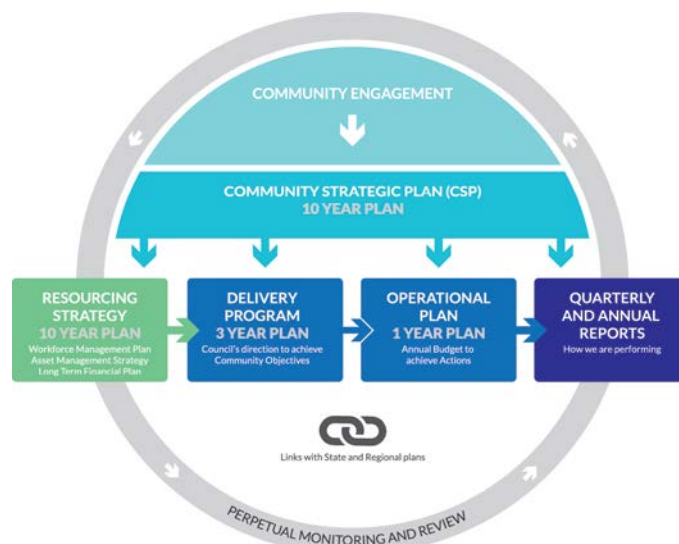 COMMUNITY ENGAGEMENT
COMMUNITY STRATEGIC PLAN (CSP)
10 YEAR PLAN
RESOURCING
STRATEGY
10 YEAR PLAN
Workforce Management Plan
Asset Management Strategy
Long Term Financial Plan
DELIVERY
PROGRAM
3 YEAR PLAN
Council's direction to achieve
Community Objectives
OPERATIONAL
PLAN
1 YEAR PLAN
Annual Budget to
achieve Actions
QUARTERLY
AND ANNUAL
REPORTS
How we are performing
Links with State and Regional plans
PERPETUAL MONITORING AND REVIEW